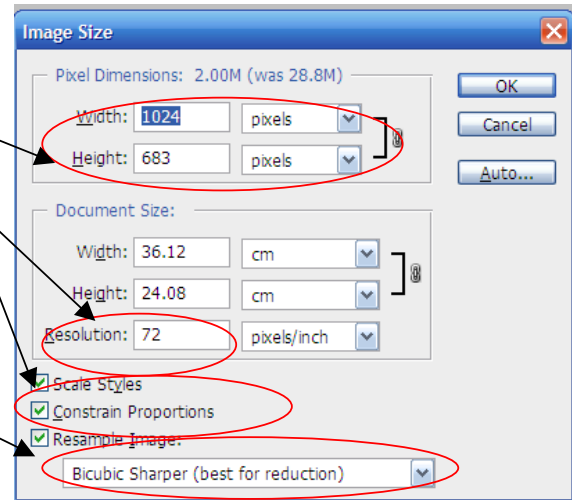 Image Size
Pixel Dimensions: 2.00M (was 28.8M)
Width: 1024 pixels
Height: 683 pixels
OK
Cancel
Auto...
Document Size:
Width: 36.12 cm
Height: 24.08 cm
Resolution: 72 pixels/inch
Scale Styles
Constrain Proportions
Resample Image:
Bicubic Sharper (best for reduction)